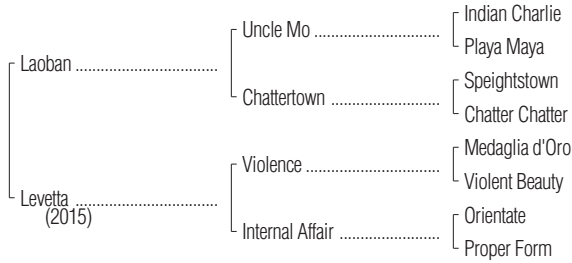 Indian Charlie
Uncle Mo ..................................
Playa Maya
Laoban ......................................
Speightstown
Chattertown .............................
Chatter Chatter
Medaglia d'Oro
Violence ....................................
Violent Beauty
Levetta ......................................
(2015)
Orientate
Internal Affair ...........................
Proper Form